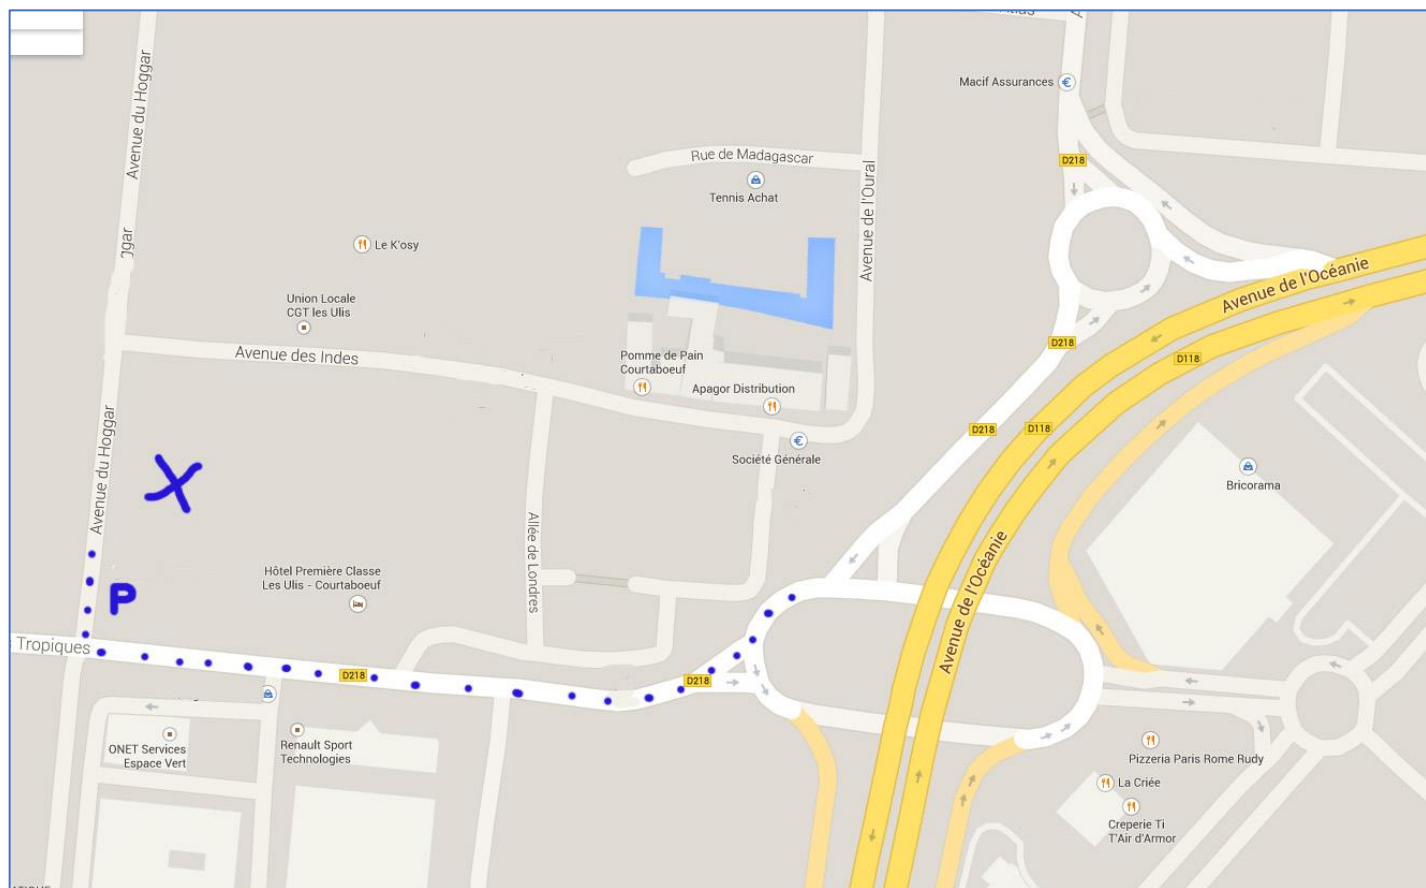 Avenue du Hoggar
Macif Assurances
D218
Rue de Madagascar
Tennis Achat
Avenue de l'Oural
Le K'osy
Union Locale
CGT les Ulis
Avenue de l'Océanie
Avenue des Indes
D218
D118
Pomme de Pain
Courtaboeuf
Apagor Distribution
D218
D118
Société Générale
Bricorama
Avenue du Hoggar
X
Allée de Londres
Hôtel Première Classe
Les Ulis - Courtaboeuf
P
Avenue de l'Océanie
Tropiques
D218
D218
ONET Services
Espace Vert
Renault Sport
Technologies
Pizzeria Paris Rome Rudy
La Criée
Creperie Ti
T'Air d'Armor